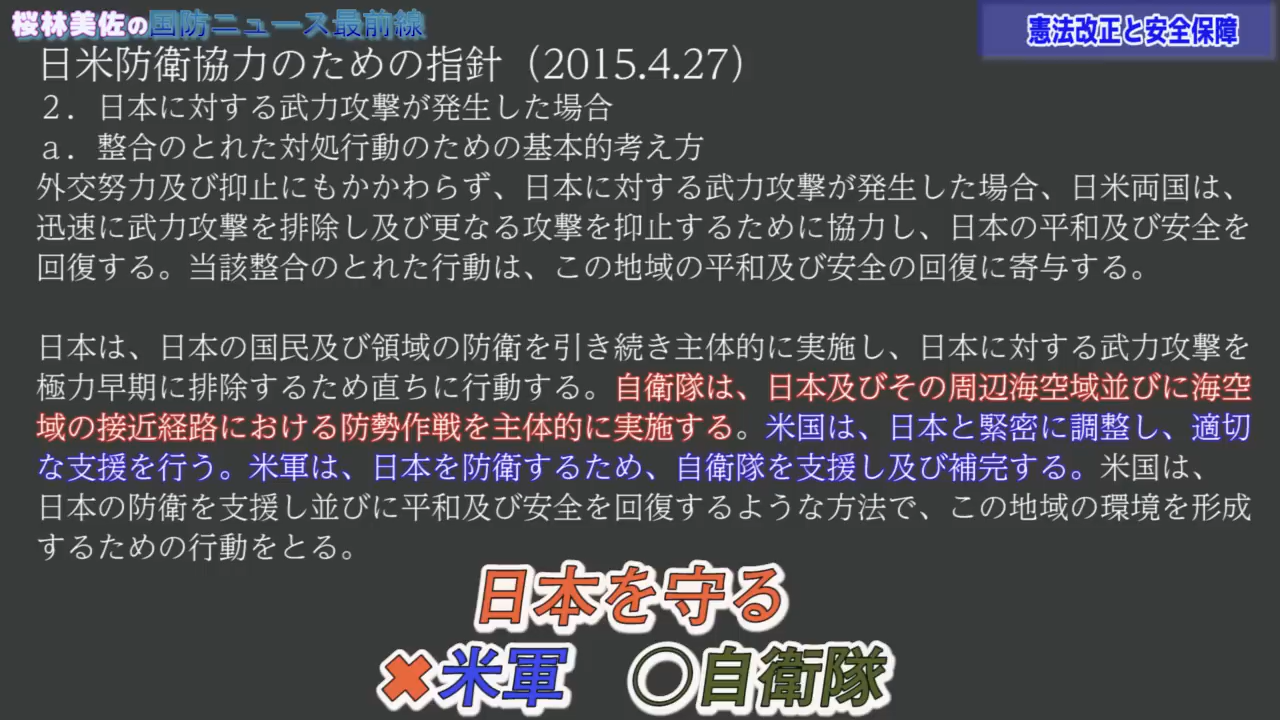 桜林美佐の国防ニュース最前線
憲法改正と安全保障
日米防衛協力のための指針（2015.4.27）
２．日本に対する武力攻撃が発生した場合
ａ．整合のとれた対処行動のための基本的考え方
外交努力及び抑止にもかかわらず、日本に対する武力攻撃が発生した場合、日米両国は、
迅速に武力攻撃を排除し及び更なる攻撃を抑止するために協力し、日本の平和及び安全を
回復する。当該整合のとれた行動は、この地域の平和及び安全の回復に寄与する。
日本は、日本の国民及び領域の防衛を引き続き主体的に実施し、日本に対する武力攻撃を
極力早期に排除するため直ちに行動する。自衛隊は、日本及びその周辺海空域並びに海空
域の接近経路における防勢作戦を主体的に実施する。米国は、日本と緊密に調整し、適切
な支援を行う。米軍は、日本を防衛するため、自衛隊を支援し及び補完する。米国は、
日本の防衛を支援し並びに平和及び安全を回復するような方法で、この地域の環境を形成
するための行動をとる。
日本を守る
✖米軍　○自衛隊